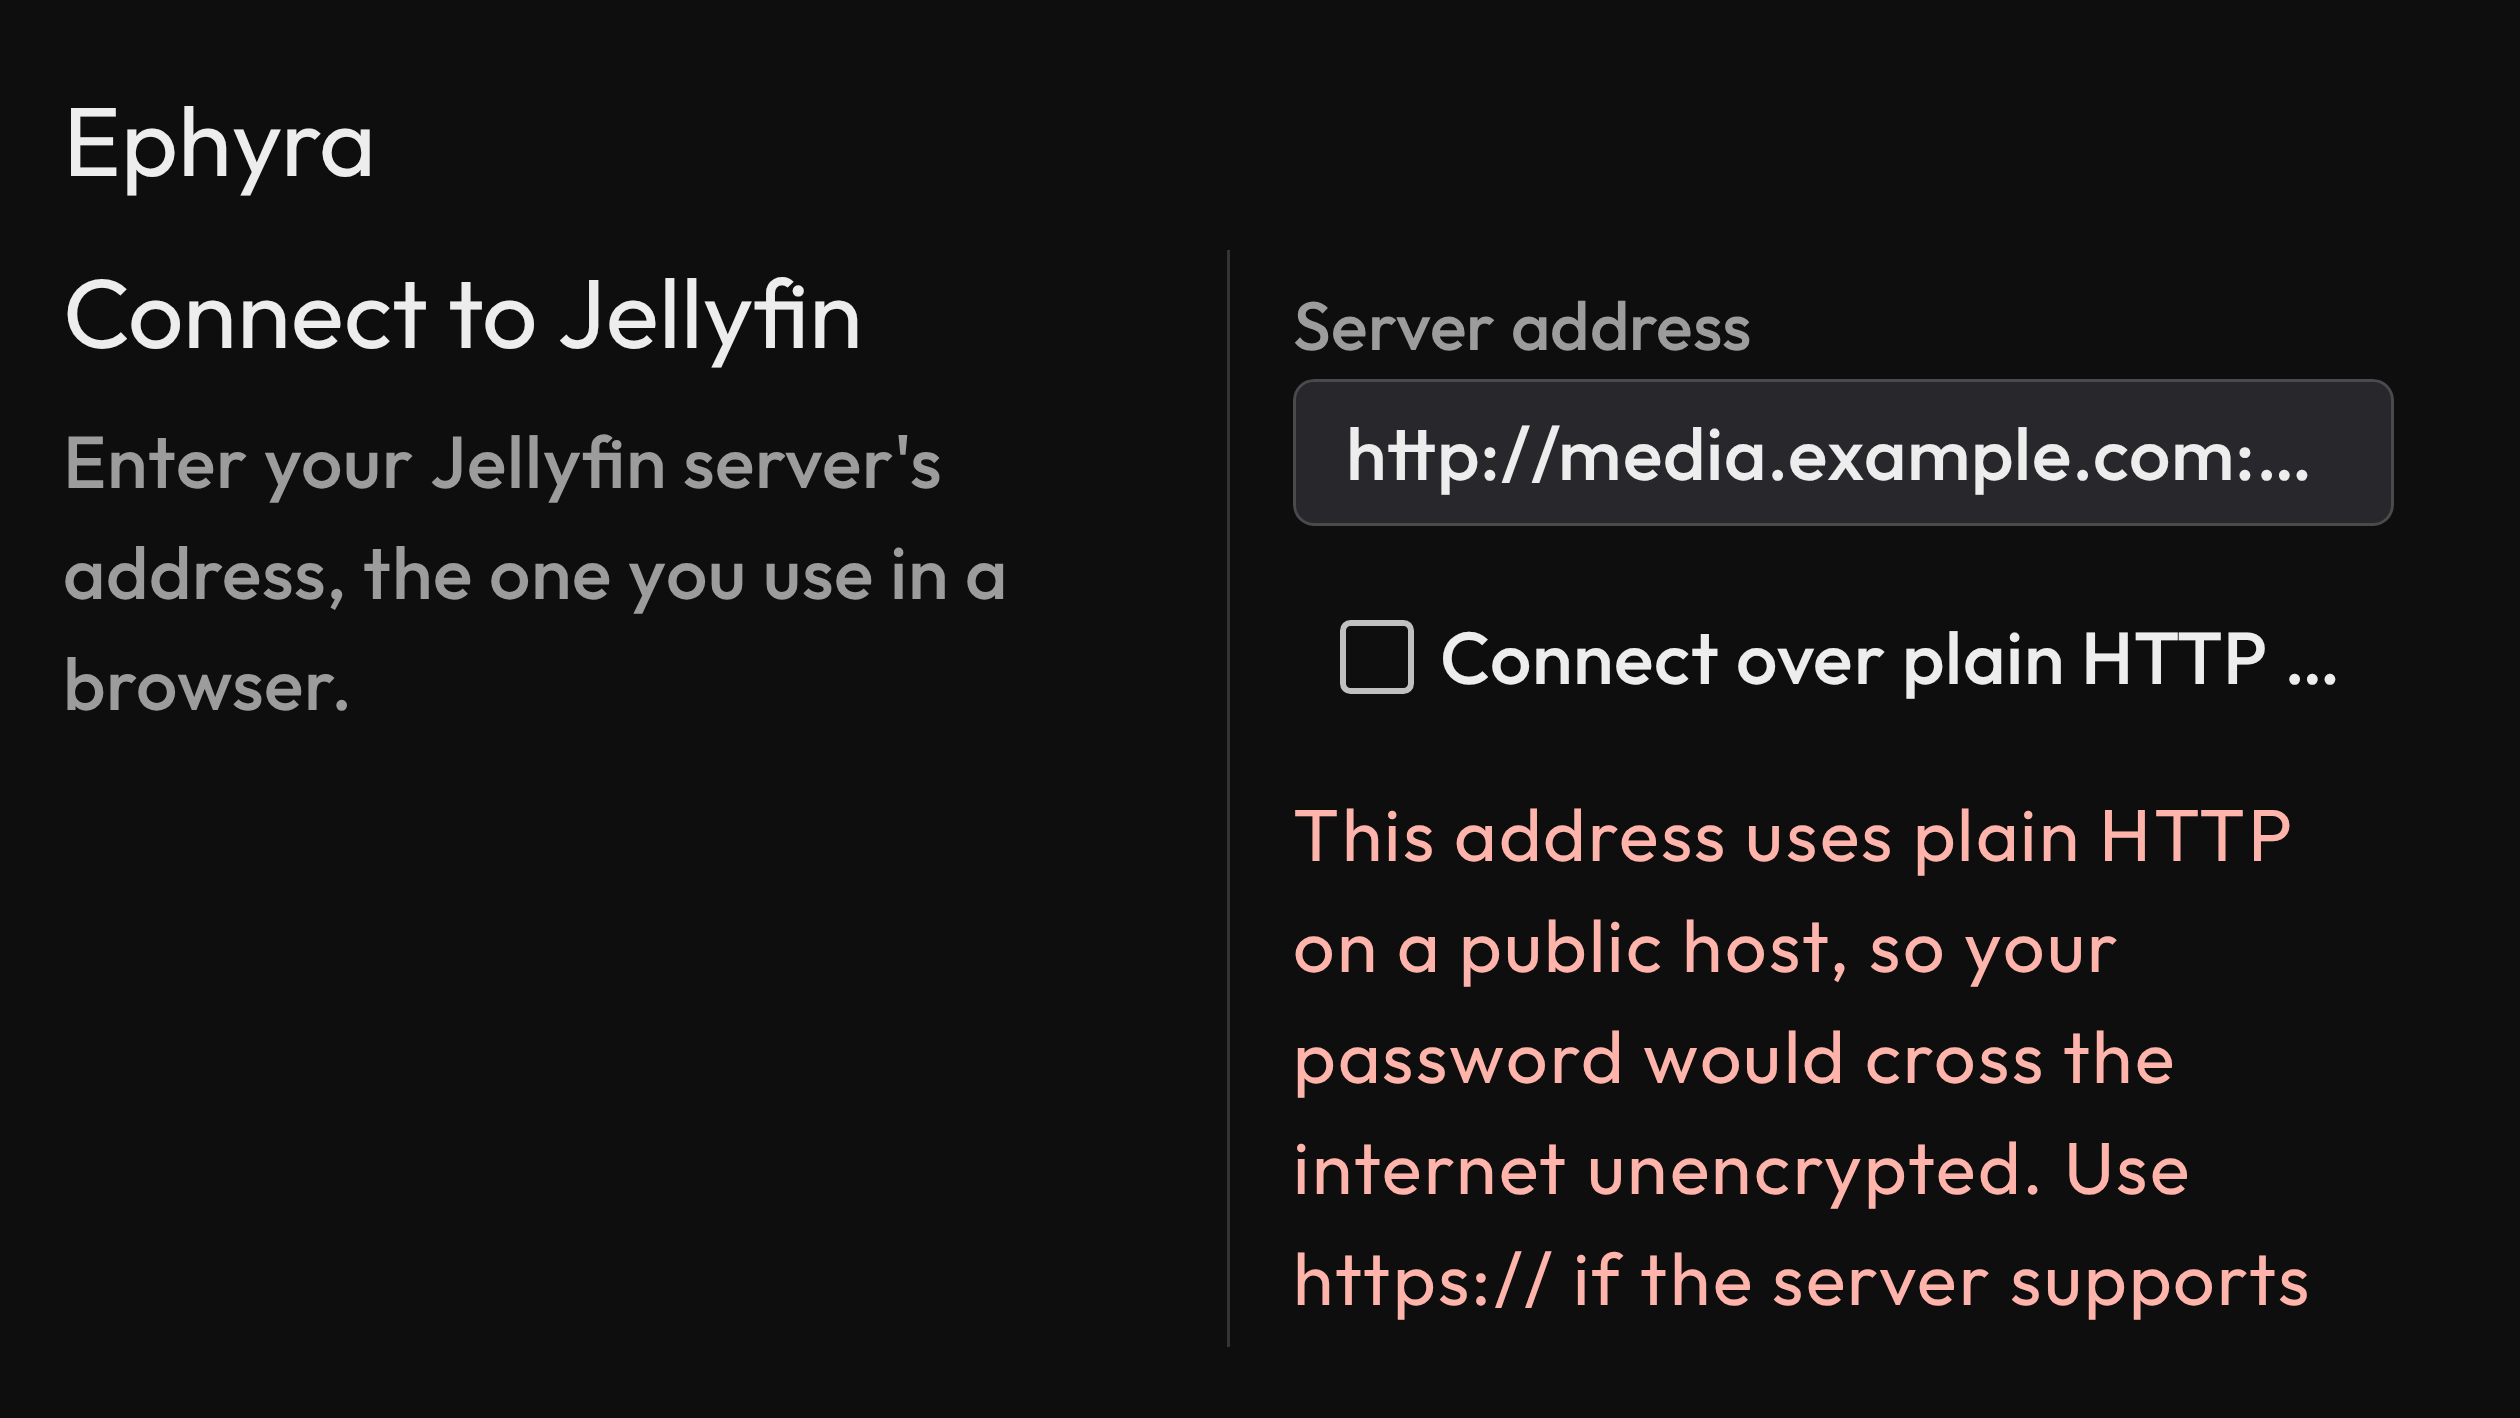 Ephyra
Connect to Jellyfin
Enter your Jellyfin server's
address, the one you use in a
browser.
Server address
http://media.example.com:...
Connect over plain HTTP ...
This address uses plain HTTP
on a public host, so your
password would cross the
internet unencrypted. Use
https:// if the server supports